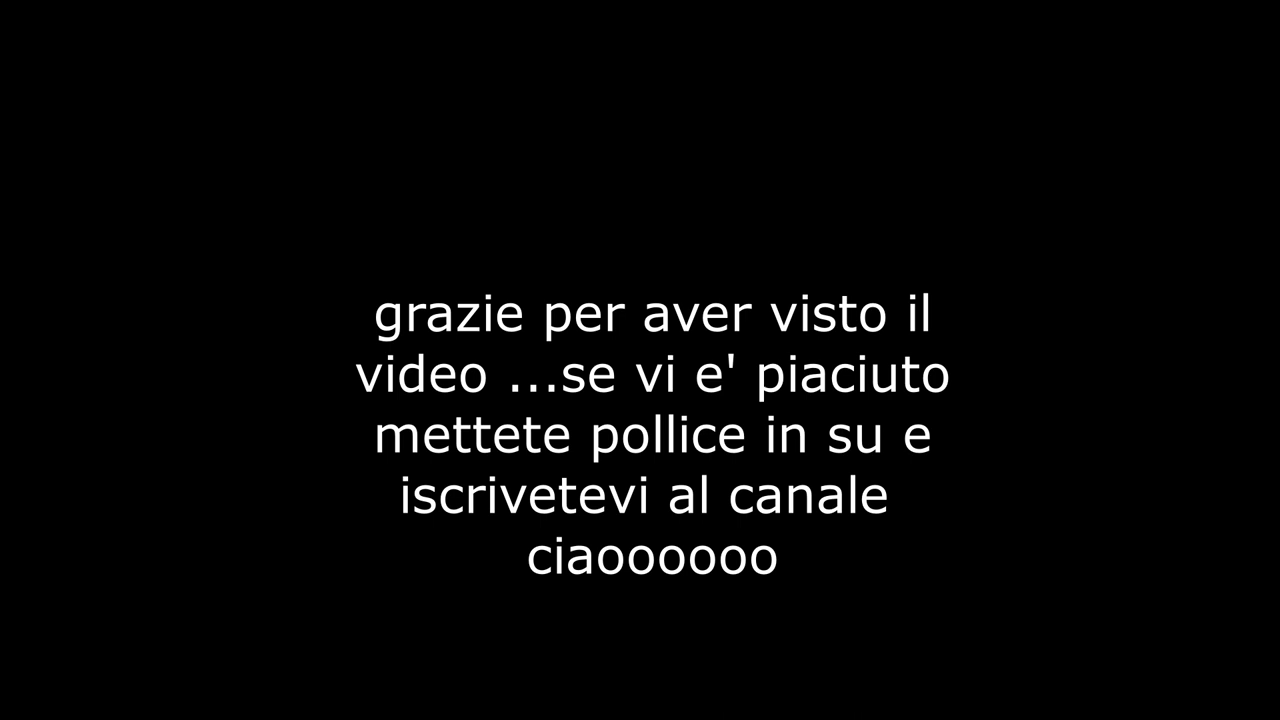 grazie per aver visto il
video ...se vi e' piaciuto
mettete pollice in su e
iscrivetevi al canale
ciaoooooo